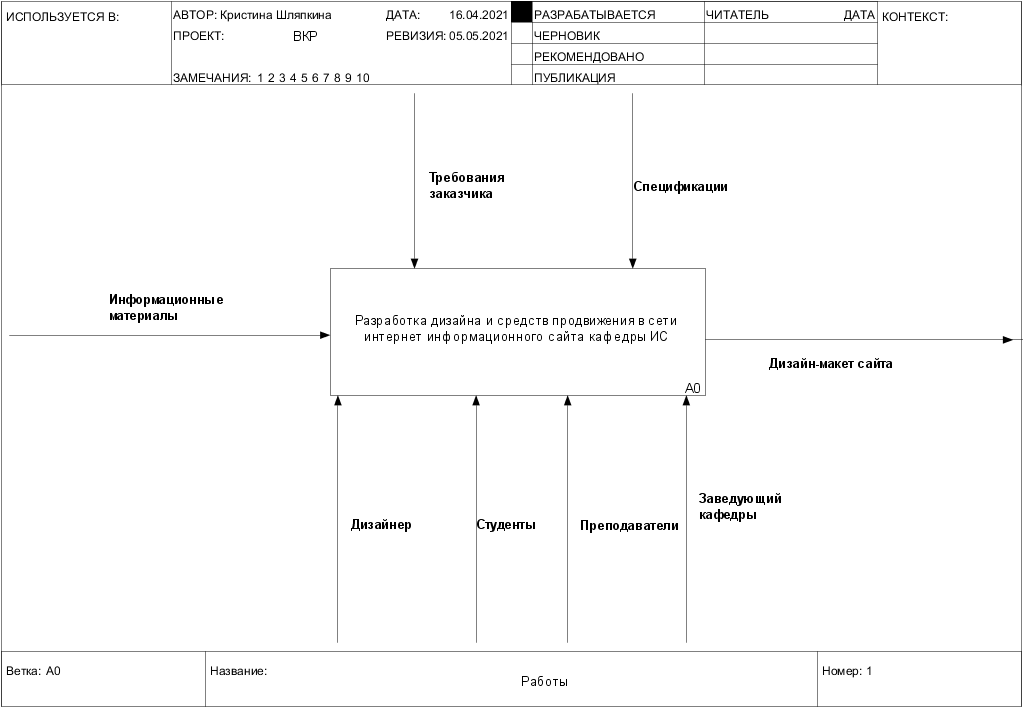 ИСПОЛЬЗУЕТСЯ В:
АВТОР: Кристина Шляпкина
ДАТА: 16.04.2021
РАЗРАБАТЫВАЕТСЯ
ЧИТАТЕЛЬ
ДАТА
КОНТЕКСТ:
ПРОЕКТ: ВКР
РЕВИЗИЯ: 05.05.2021
ЧЕРНОВИК
РЕКОМЕНДОВАНО
ЗАМЕЧАНИЯ: 1 2 3 4 5 6 7 8 9 10
ПУБЛИКАЦИЯ
Требования
заказчика
Спецификации
Информационные
материалы
Разработка дизайна и средств продвижения в сети
интернет информационного сайта кафедры ИС
A0
Дизайн-макет сайта
Дизайнер
Студенты
Преподаватели
Заведующий
кафедры
Ветка: A0
Название:
Работы
Номер: 1